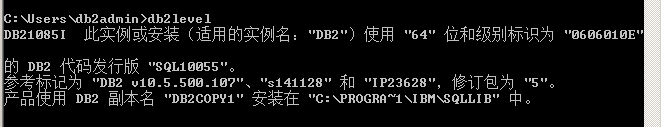 C:\Users\db2admin>db2level
DB21085I  此实例或安装（适用的实例名："DB2"）使用 "64" 位和级别标识为 "0606010E"
的 DB2 代码发行版 "SQL10055"。
参考标记为 "DB2 v10.5.500.107"、"s141128" 和 "IP23628"，修订包为 "5"。
产品使用 DB2 副本名 "DB2COPY1" 安装在 "C:\PROGRA~1\IBM\SQLLIB" 中。